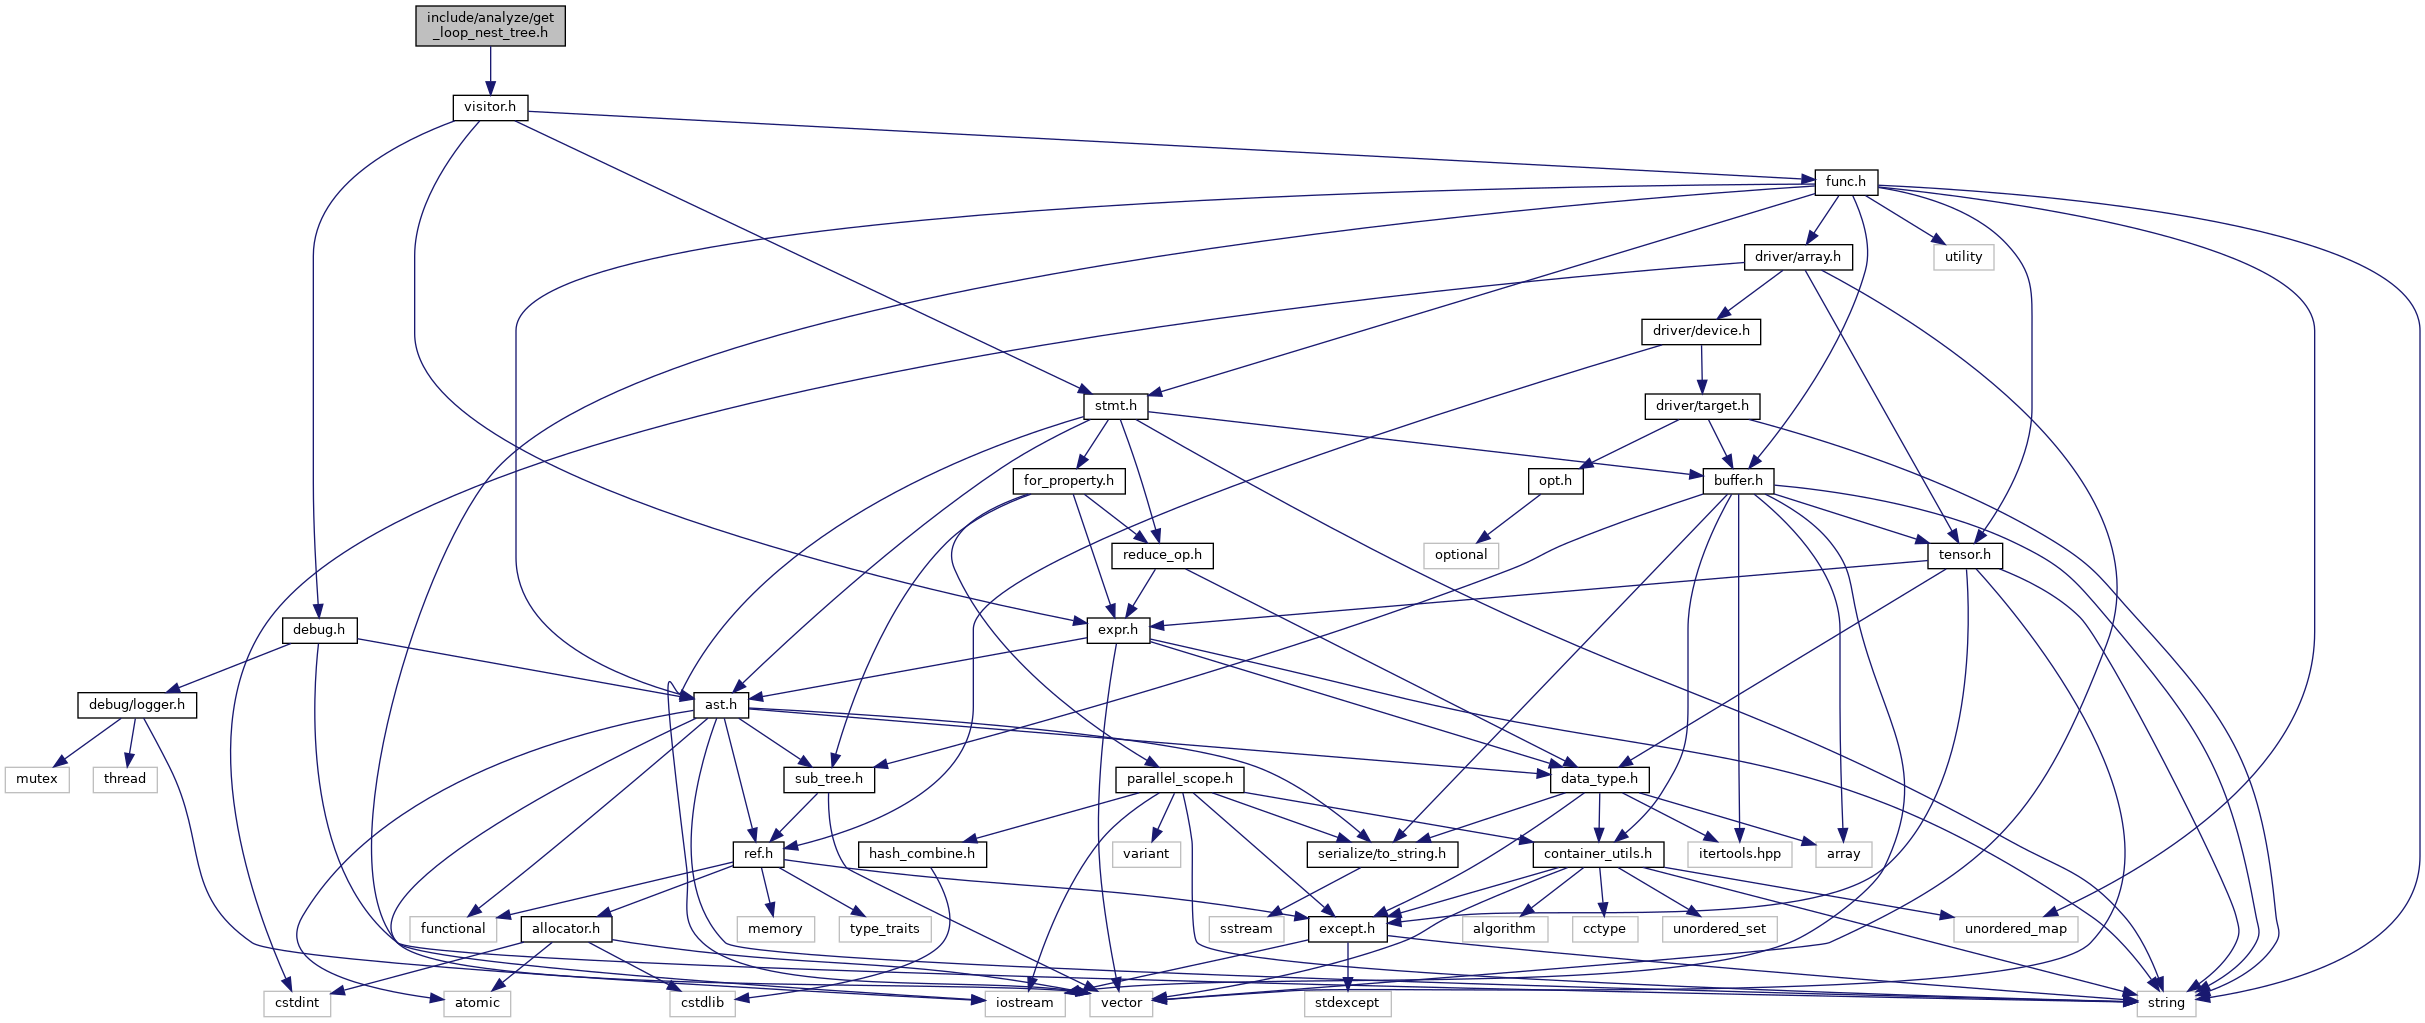 include/analyze/get
_loop_nest_tree.h
visitor.h
func.h
driver/array.h
utility
driver/device.h
stmt.h
driver/target.h
for_property.h
opt.h
buffer.h
optional
reduce_op.h
tensor.h
debug.h
expr.h
debug/logger.h
ast.h
mutex
thread
sub_tree.h
parallel_scope.h
data_type.h
ref.h
hash_combine.h
variant
serialize/to_string.h
container_utils.h
itertools.hpp
array
functional
allocator.h
memory
type_traits
sstream
except.h
algorithm
cctype
unordered_set
unordered_map
cstdint
atomic
cstdlib
iostream
vector
stdexcept
string